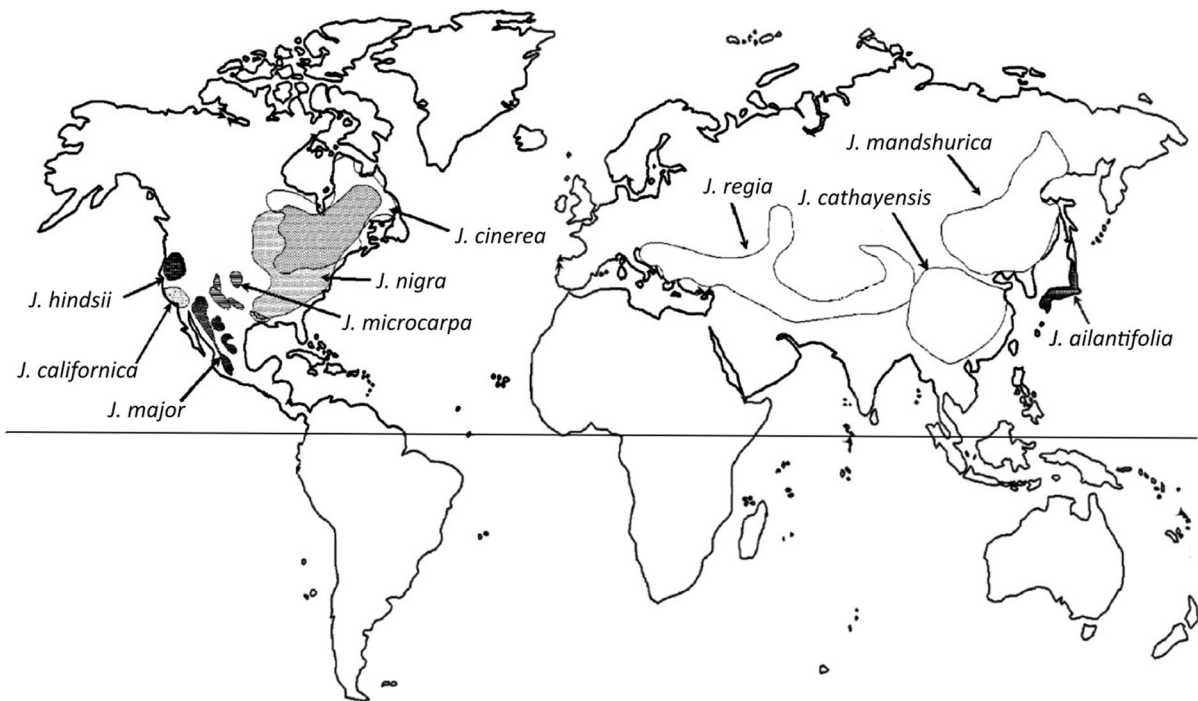 J. mandshurica
J. regia
J. cathayensis
J. cinerea
J. nigra
J. hindsii
J. microcarpa
J. ailantifolia
J. californica
J. major